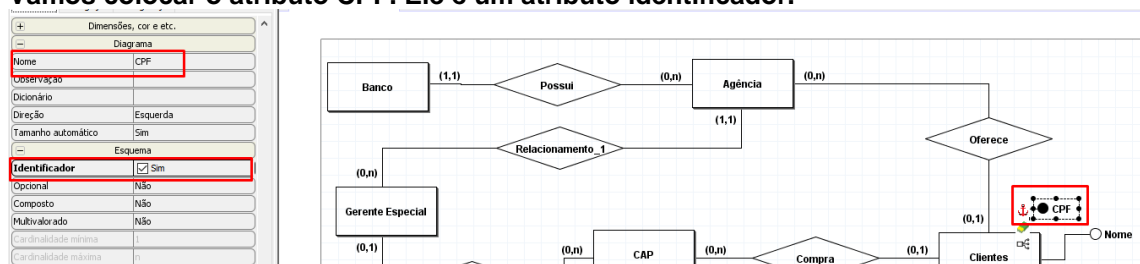 Vamos colocar o atributo CPF. Ele é um atributo identificador.
Dimensões, cor e etc.
Diagrama
Nome CPF
Observação
Dicionário
Direção Esquerda
Tamanho automático Sim
Esquema
Identificador Sim
Opcional Não
Composto Não
Multivalorado Não
Cardinalidade mínima 1
Cardinalidade máxima n
Banco
(1,1)
Possui
(0,n)
Agência
(0,n)
(1,1)
Relacionamento_1
Oferece
(0,n)
Gerente Especial
(0,1)
CPF
(0,1)
Nome
(0,n)
CAP
(0,n)
Compra
(0,1)
Clientes